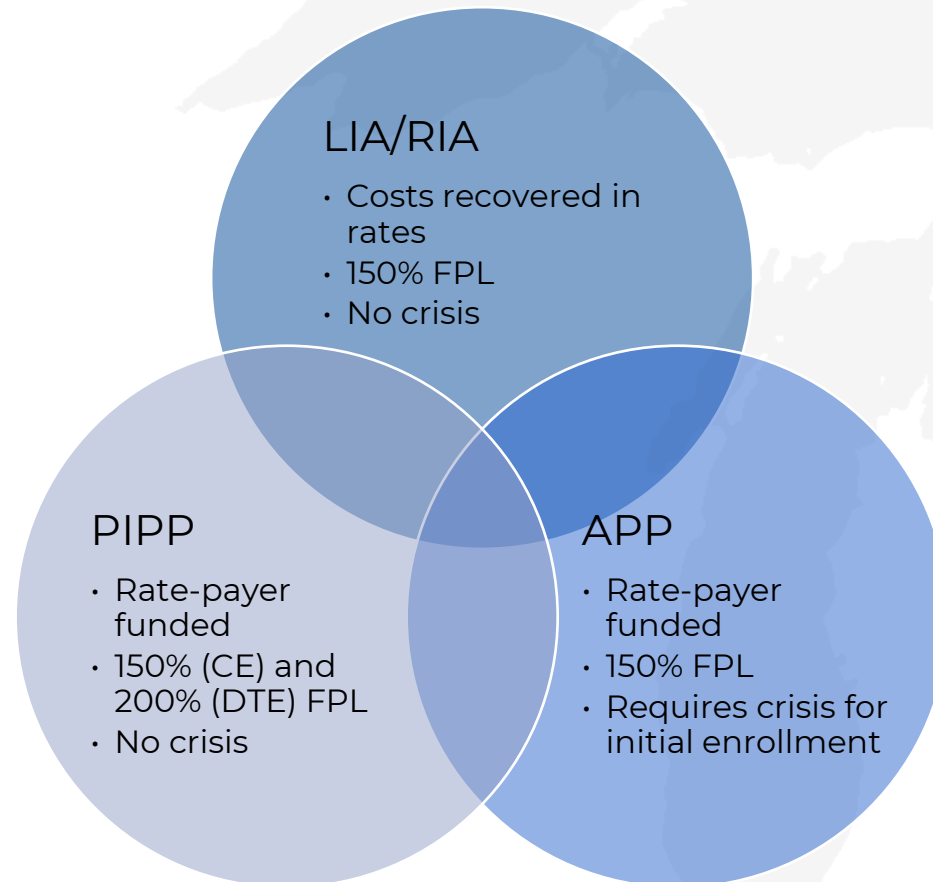 LIA/RIA
• Costs recovered in
rates
• 150% FPL
• No crisis
PIPP
• Rate-payer
funded
• 150% (CE) and
200% (DTE) FPL
• No crisis
APP
• Rate-payer
funded
• 150% FPL
• Requires crisis for
initial enrollment